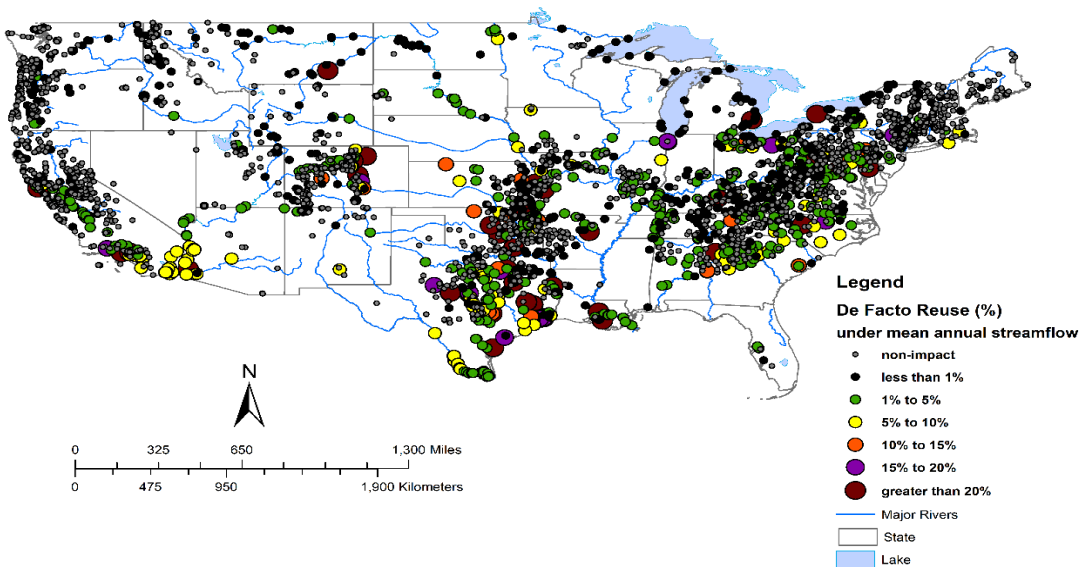 N
0 325 650 1,300 Miles
0 475 950 1,900 Kilometers
Legend
De Facto Reuse (%)
under mean annual streamflow
non-impact
less than 1%
1% to 5%
5% to 10%
10% to 15%
15% to 20%
greater than 20%
Major Rivers
State
Lake